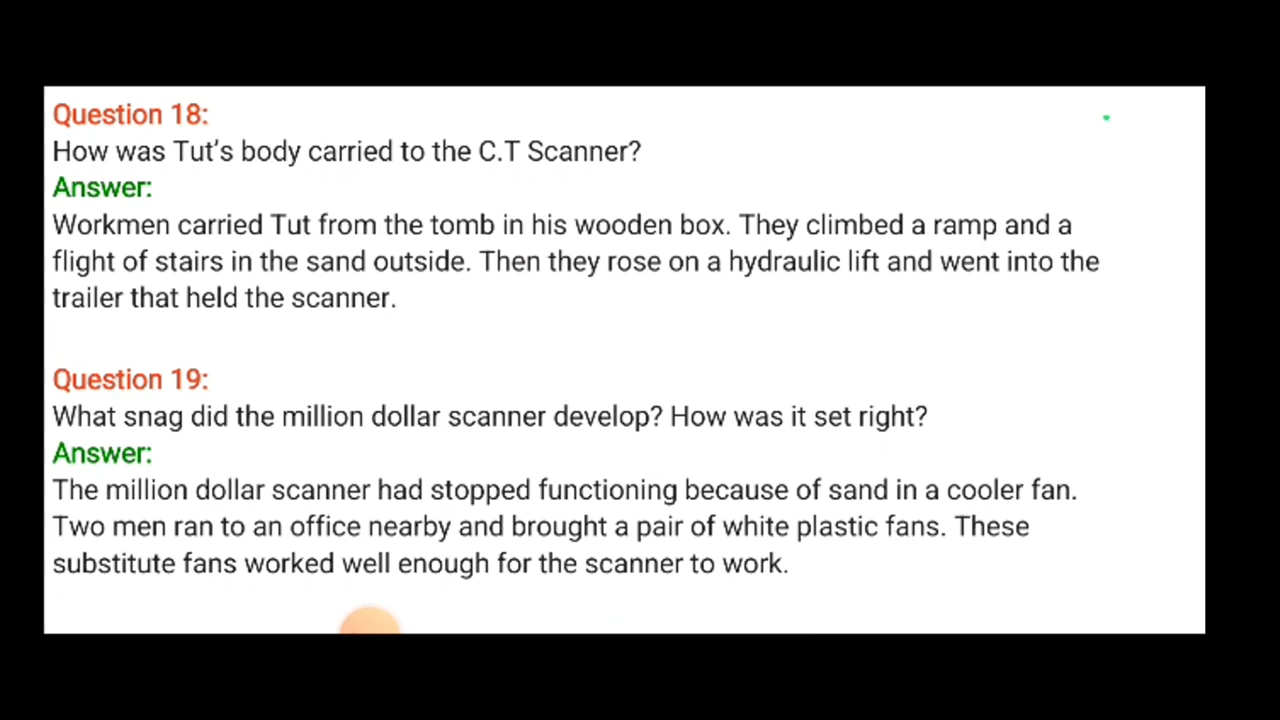 Question 18:
How was Tut's body carried to the C.T Scanner?
Answer:
Workmen carried Tut from the tomb in his wooden box. They climbed a ramp and a
flight of stairs in the sand outside. Then they rose on a hydraulic lift and went into the
trailer that held the scanner.
Question 19:
What snag did the million dollar scanner develop? How was it set right?
Answer:
The million dollar scanner had stopped functioning because of sand in a cooler fan.
Two men ran to an office nearby and brought a pair of white plastic fans. These
substitute fans worked well enough for the scanner to work.